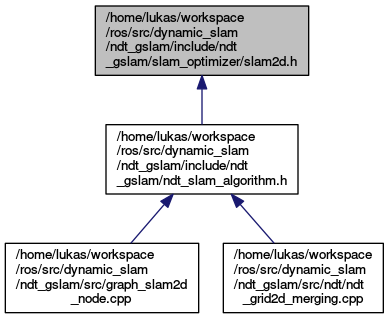 /home/lukas/workspace
/ros/src/dynamic_slam
/ndt_gslam/include/ndt
_gslam/slam_optimizer/slam2d.h
/home/lukas/workspace
/ros/src/dynamic_slam
/ndt_gslam/include/ndt
_gslam/ndt_slam_algorithm.h
/home/lukas/workspace
/ros/src/dynamic_slam
/ndt_gslam/src/graph_slam2d
_node.cpp
/home/lukas/workspace
/ros/src/dynamic_slam
/ndt_gslam/src/ndt/ndt
_grid2d_merging.cpp